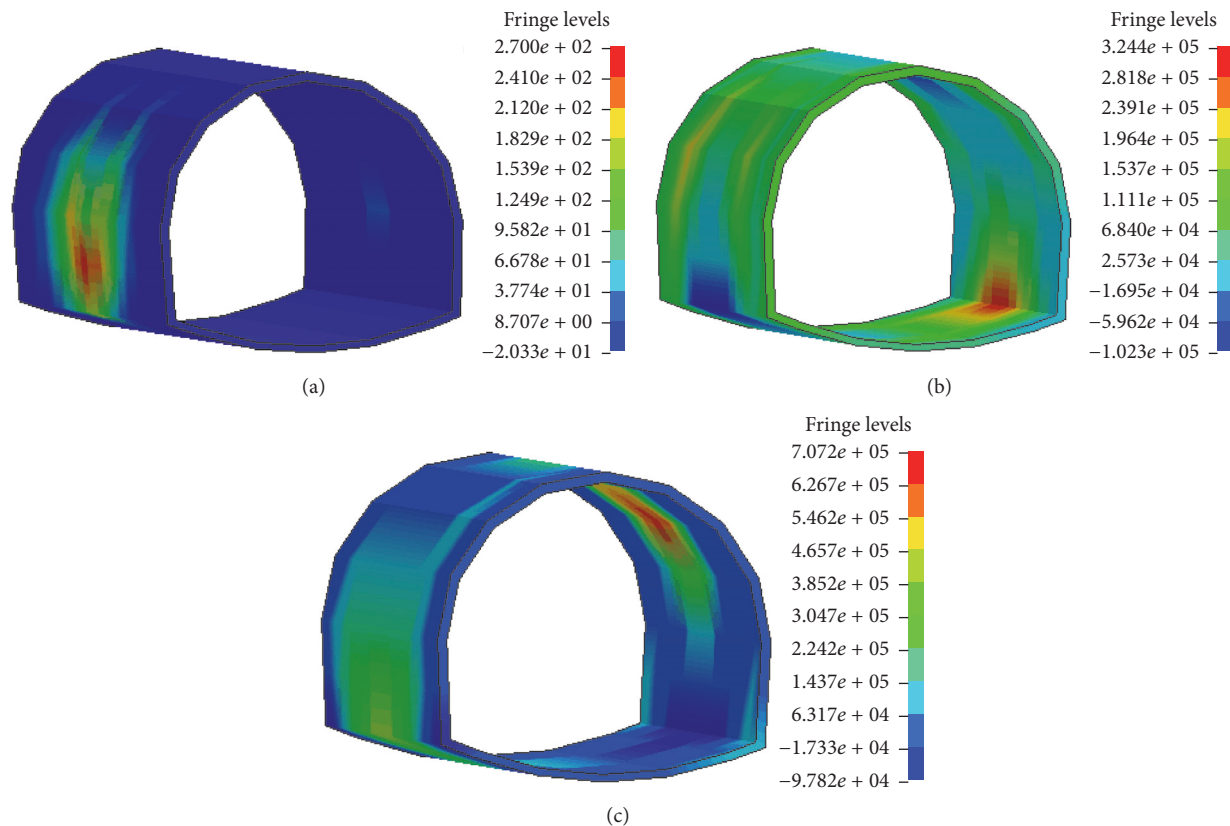 Fringe levels
2.700e + 02
2.410e + 02
2.120e + 02
1.829e + 02
1.539e + 02
1.249e + 02
9.582e + 01
6.678e + 01
3.774e + 01
8.707e + 00
−2.033e + 01
(a)
Fringe levels
3.244e + 05
2.818e + 05
2.391e + 05
1.964e + 05
1.537e + 05
1.111e + 05
6.840e + 04
2.573e + 04
−1.695e + 04
−5.962e + 04
−1.023e + 05
(b)
Fringe levels
7.072e + 05
6.267e + 05
5.462e + 05
4.657e + 05
3.852e + 05
3.047e + 05
2.242e + 05
1.437e + 05
6.317e + 04
−1.733e + 04
−9.782e + 04
(c)